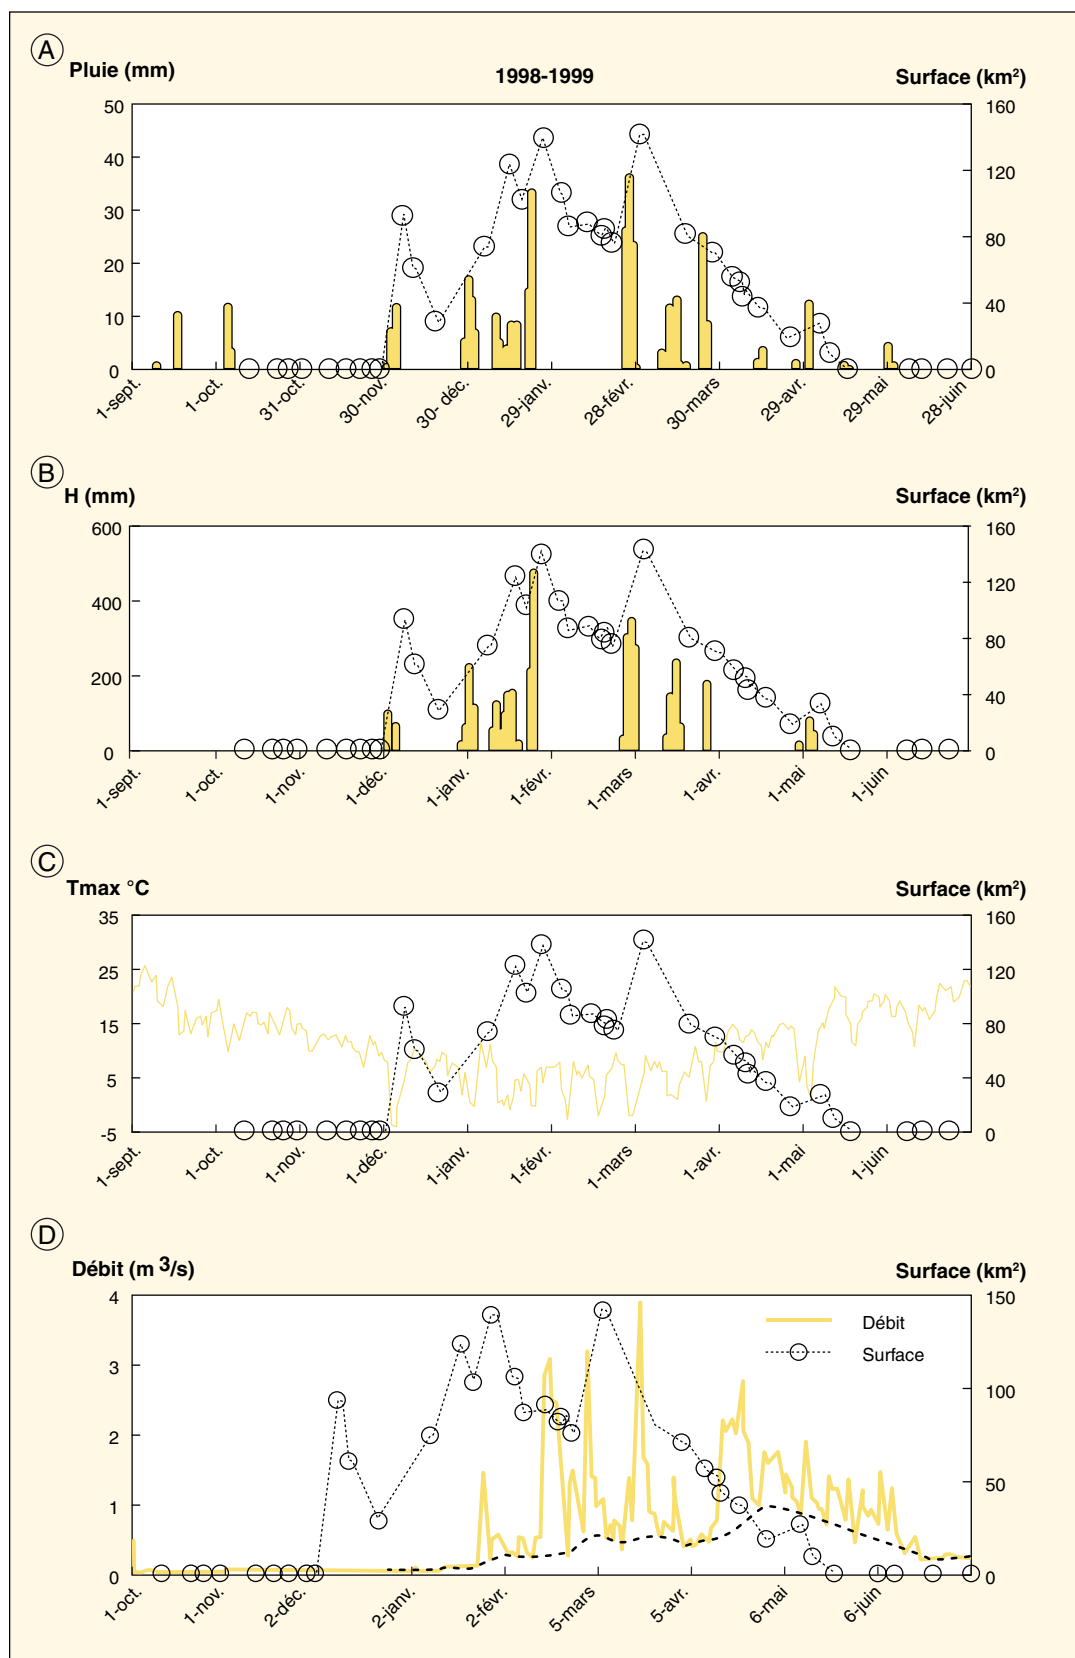 A
Pluie (mm)
1998-1999
Surface (km²)
50
40
30
20
10
0
160
120
80
40
0
1-sept.
1-oct.
31-oct.
30-nov.
30- déc.
29-janv.
28-févr.
30-mars
29-avr.
29-mai
28-juin
B
H (mm)
Surface (km²)
600
400
200
0
160
120
80
40
0
1-sept.
1-oct.
1-nov.
1-déc.
1-janv.
1-févr.
1-mars
1-avr.
1-mai
1-juin
C
Tmax °C
Surface (km²)
35
25
15
5
-5
160
120
80
40
0
1-sept.
1-oct.
1-nov.
1-déc.
1-janv.
1-févr.
1-mars
1-avr.
1-mai
1-juin
D
Débit (m ³/s)
Surface (km²)
4
3
2
1
0
150
100
50
0
Débit
Surface
1-oct.
1-nov.
2-déc.
2-janv.
2-févr.
5-mars
5-avr.
6-mai
6-juin